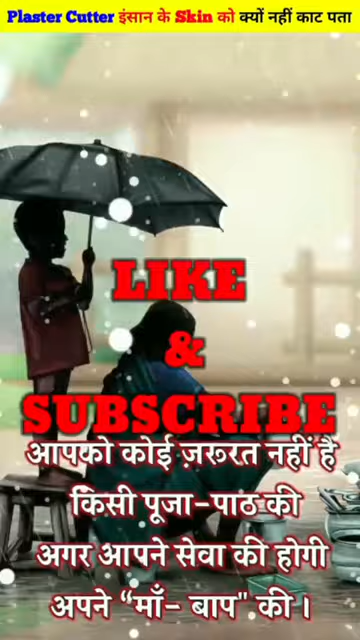 Plaster Cutter इंसान के Skin को क्यों नहीं काट पता
LIKE
&
SUBSCRIBE
आपको कोई ज़रूरत नहीं है
किसी पूजा-पाठ की
अगर आपने सेवा की होगी
अपने “माँ- बाप" की।